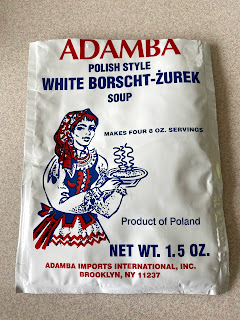 ADAMBA
POLISH STYLE
WHITE BORSCHT-ŻUREK
SOUP
MAKES FOUR 8 OZ. SERVINGS
Product of Poland
NET WT. 1.5 OZ.
ADAMBA IMPORTS INTERNATIONAL, INC.
BROOKLYN, NY 11237